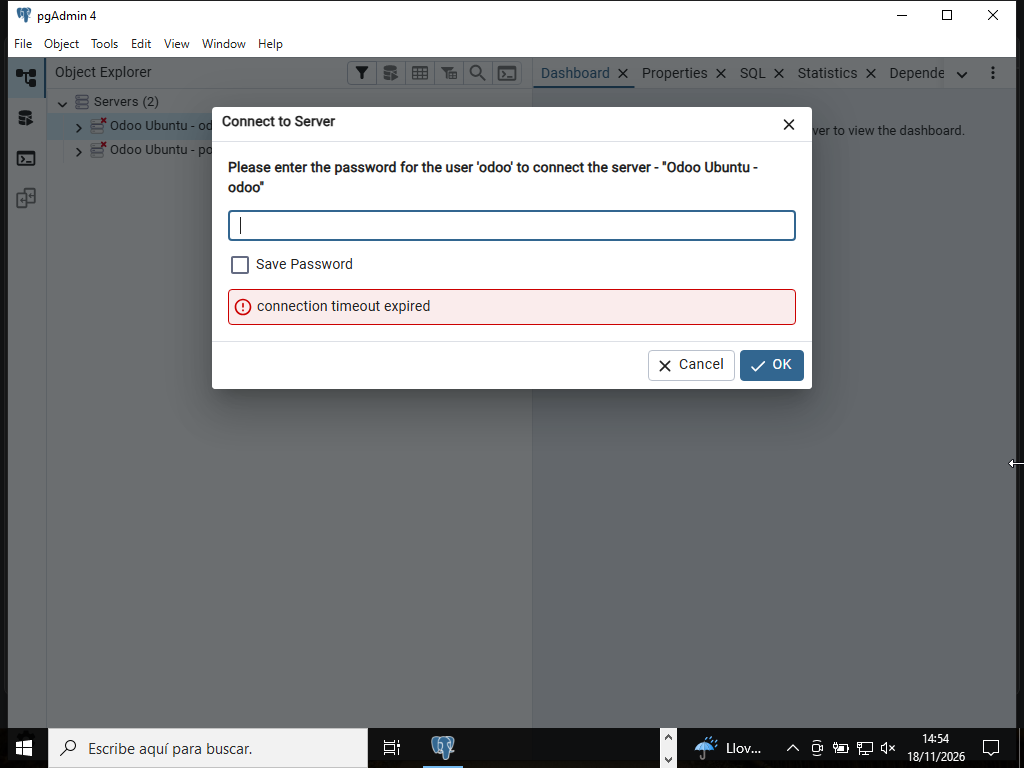 pgAdmin 4
File Object Tools Edit View Window Help
Object Explorer
Dashboard Properties SQL Statistics Depende
Servers (2)
Odoo Ubuntu - od
Odoo Ubuntu - po
ver to view the dashboard.
Connect to Server
Please enter the password for the user 'odoo' to connect the server - "Odoo Ubuntu -
odoo"
Save Password
connection timeout expired
Cancel OK
Escribe aquí para buscar.
Llov...
14:54
18/11/2026